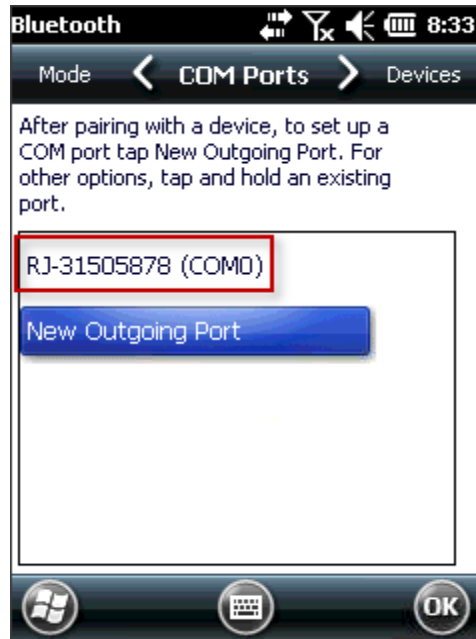 Bluetooth 8:33
Mode COM Ports Devices
After pairing with a device, to set up a
COM port tap New Outgoing Port. For
other options, tap and hold an existing
port.
RJ-31505878 (COM0)
New Outgoing Port
OK